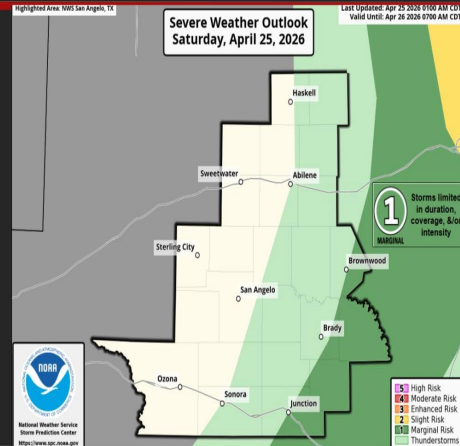 Highlighted Area: NWS San Angelo, TX
Severe Weather Outlook
Saturday, April 25, 2026
Last Updated: Apr 25 2026 0100 AM CDT
Valid Until: Apr 26 2026 0700 AM CDT
Haskell
Sweetwater
Abilene
1
MARGINAL
Storms limited
in duration,
coverage, &/or
intensity
Sterling City
Brownwood
San Angelo
Brady
Ozona
Sonora
Junction
NOAA
National Weather Service
Storm Prediction Center
https://www.spc.noaa.gov
5 High Risk
4 Moderate Risk
3 Enhanced Risk
2 Slight Risk
1 Marginal Risk
Thunderstorms